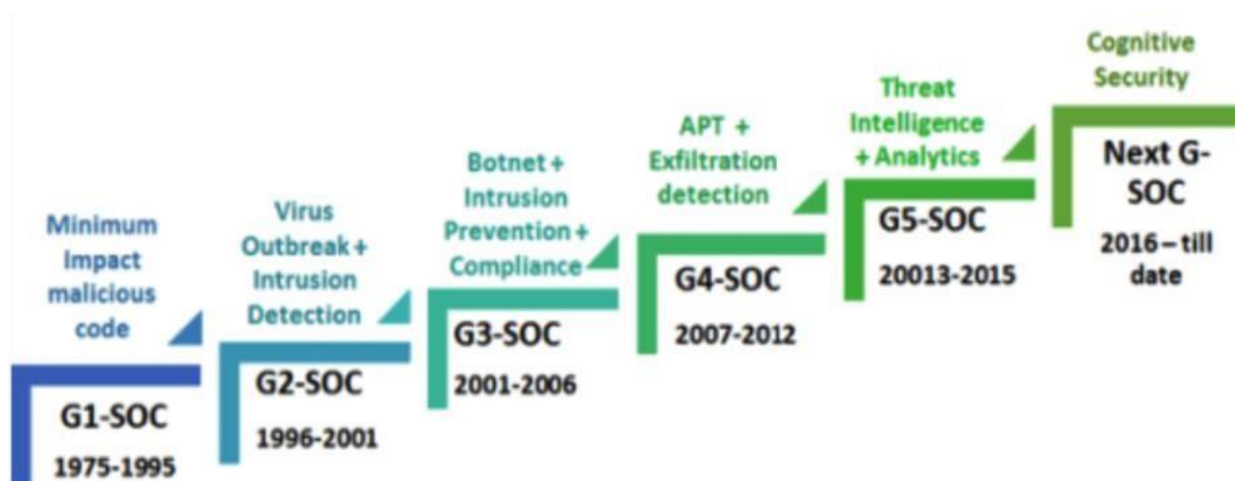 Minimum
Impact
malicious
code
G1-SOC
1975-1995
Virus
Outbreak +
Intrusion
Detection
G2-SOC
1996-2001
Botnet +
Intrusion
Prevention +
Compliance
G3-SOC
2001-2006
APT +
Exfiltration
detection
G4-SOC
2007-2012
Threat
Intelligence
+ Analytics
G5-SOC
20013-2015
Cognitive
Security
Next G-
SOC
2016 – till
date